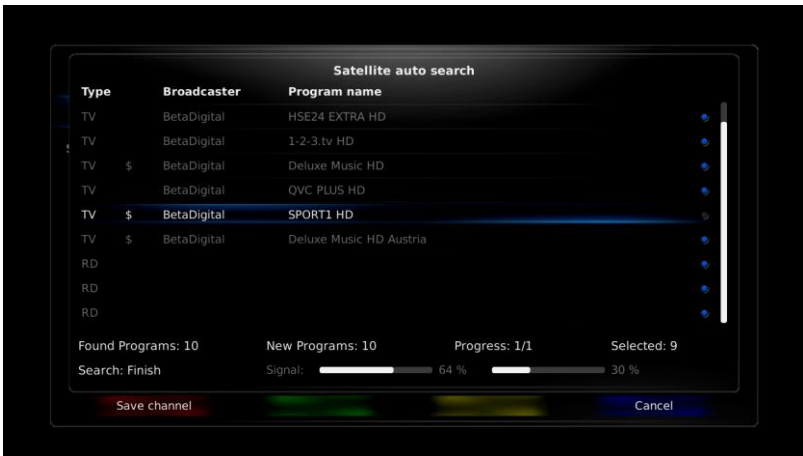 Satellite auto search
Type Broadcaster Program name
TV BetaDigital HSE24 EXTRA HD
TV BetaDigital 1-2-3.tv HD
TV $ BetaDigital Deluxe Music HD
TV BetaDigital QVC PLUS HD
TV $ BetaDigital SPORT1 HD
TV $ BetaDigital Deluxe Music HD Austria
RD
RD
RD
Found Programs: 10 New Programs: 10 Progress: 1/1 Selected: 9
Search: Finish Signal: 64 % 30 %
Save channel Cancel